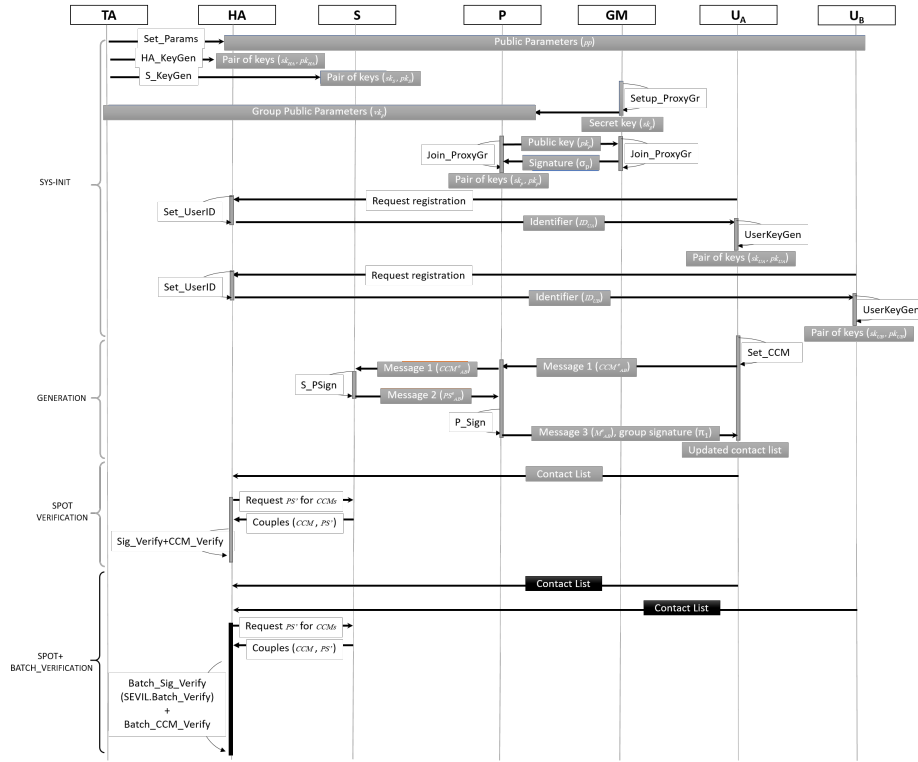 TA HA S P GM U_A U_B
Set_Params
Public Parameters (pp)
HA_KeyGen
Pair of keys (sk_HA, pk_HA)
S_KeyGen
Pair of keys (sk_s, pk_s)
Setup_ProxyGr
Group Public Parameters (vk_g)
Secret key (sk_g)
Public key (pk_p)
Join_ProxyGr
Join_ProxyGr
Signature (σ_p)
Pair of keys (sk_p, pk_p)
SYS-INIT
Request registration
Set_UserID
Identifier (ID_UA)
UserKeyGen
Pair of keys (sk_UA, pk_UA)
Request registration
Set_UserID
Identifier (ID_UB)
UserKeyGen
Pair of keys (sk_UB, pk_UB)
Set_CCM
Message 1 (CCM^e_AB)
Message 1 (CCM^e_AB)
S_PSign
GENERATION
Message 2 (PS^e_AB)
P_Sign
Message 3 (M^e_AB), group signature (π_1)
Updated contact list
Contact List
SPOT
VERIFICATION
Request PS' for CCMs
Couples (CCM, PS')
Sig_Verify+CCM_Verify
Contact List
Contact List
Request PS' for CCMs
Couples (CCM, PS')
SPOT+
BATCH_VERIFICATION
Batch_Sig_Verify
(SEVIL.Batch_Verify)
+
Batch_CCM_Verify